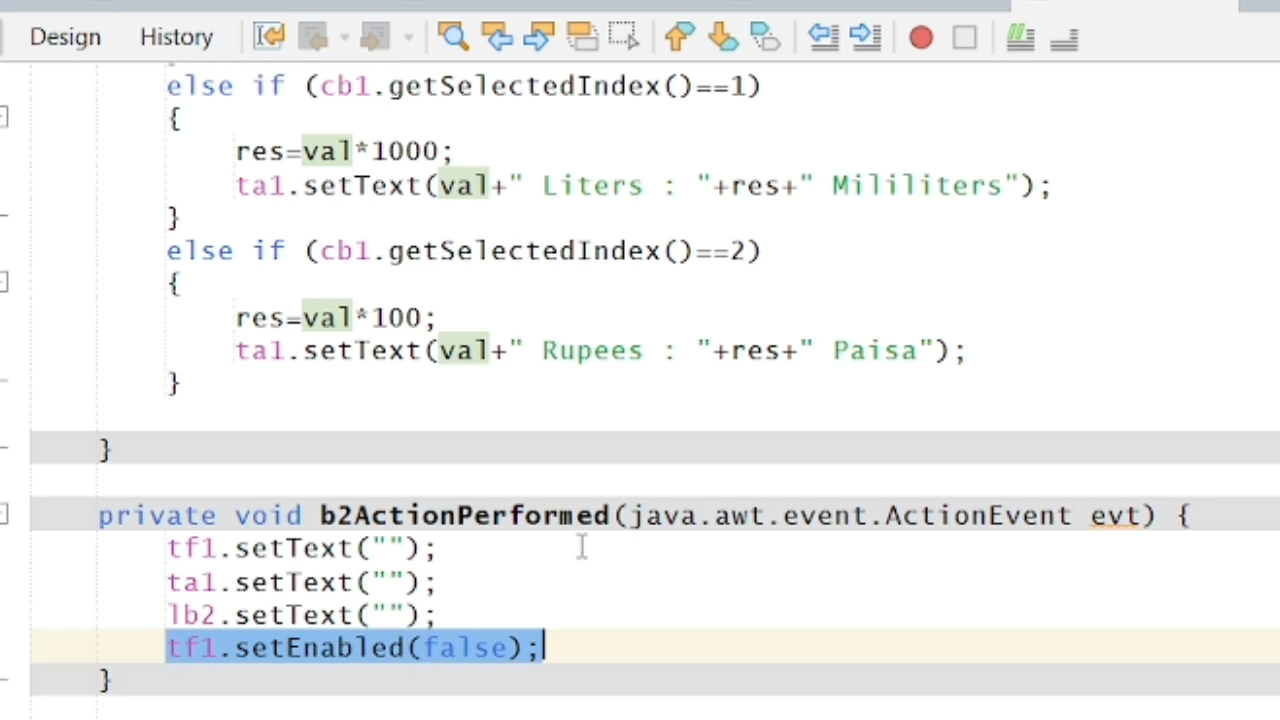 Design History
else if (cb1.getSelectedIndex()==1)
{
res=val*1000;
ta1.setText(val+" Liters : "+res+" Mililiters");
}
else if (cb1.getSelectedIndex()==2)
{
res=val*100;
ta1.setText(val+" Rupees : "+res+" Paisa");
}
}
private void b2ActionPerformed(java.awt.event.ActionEvent evt) {
tf1.setText("");
ta1.setText("");
lb2.setText("");
tf1.setEnabled(false);
}